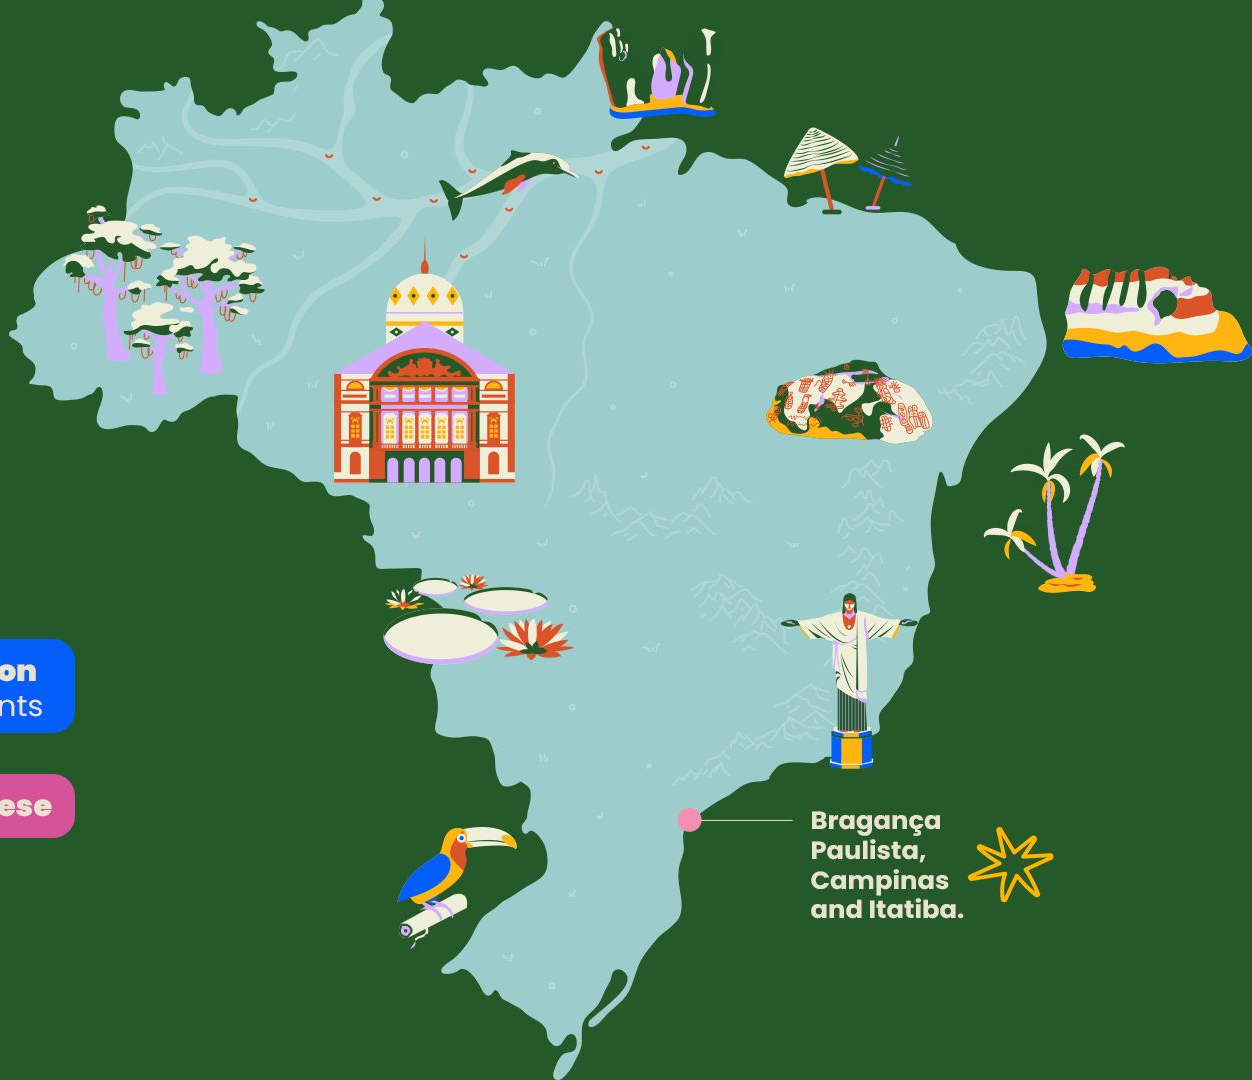 on
nts
ese
Bragança
Paulista,
Campinas
and Itatiba.